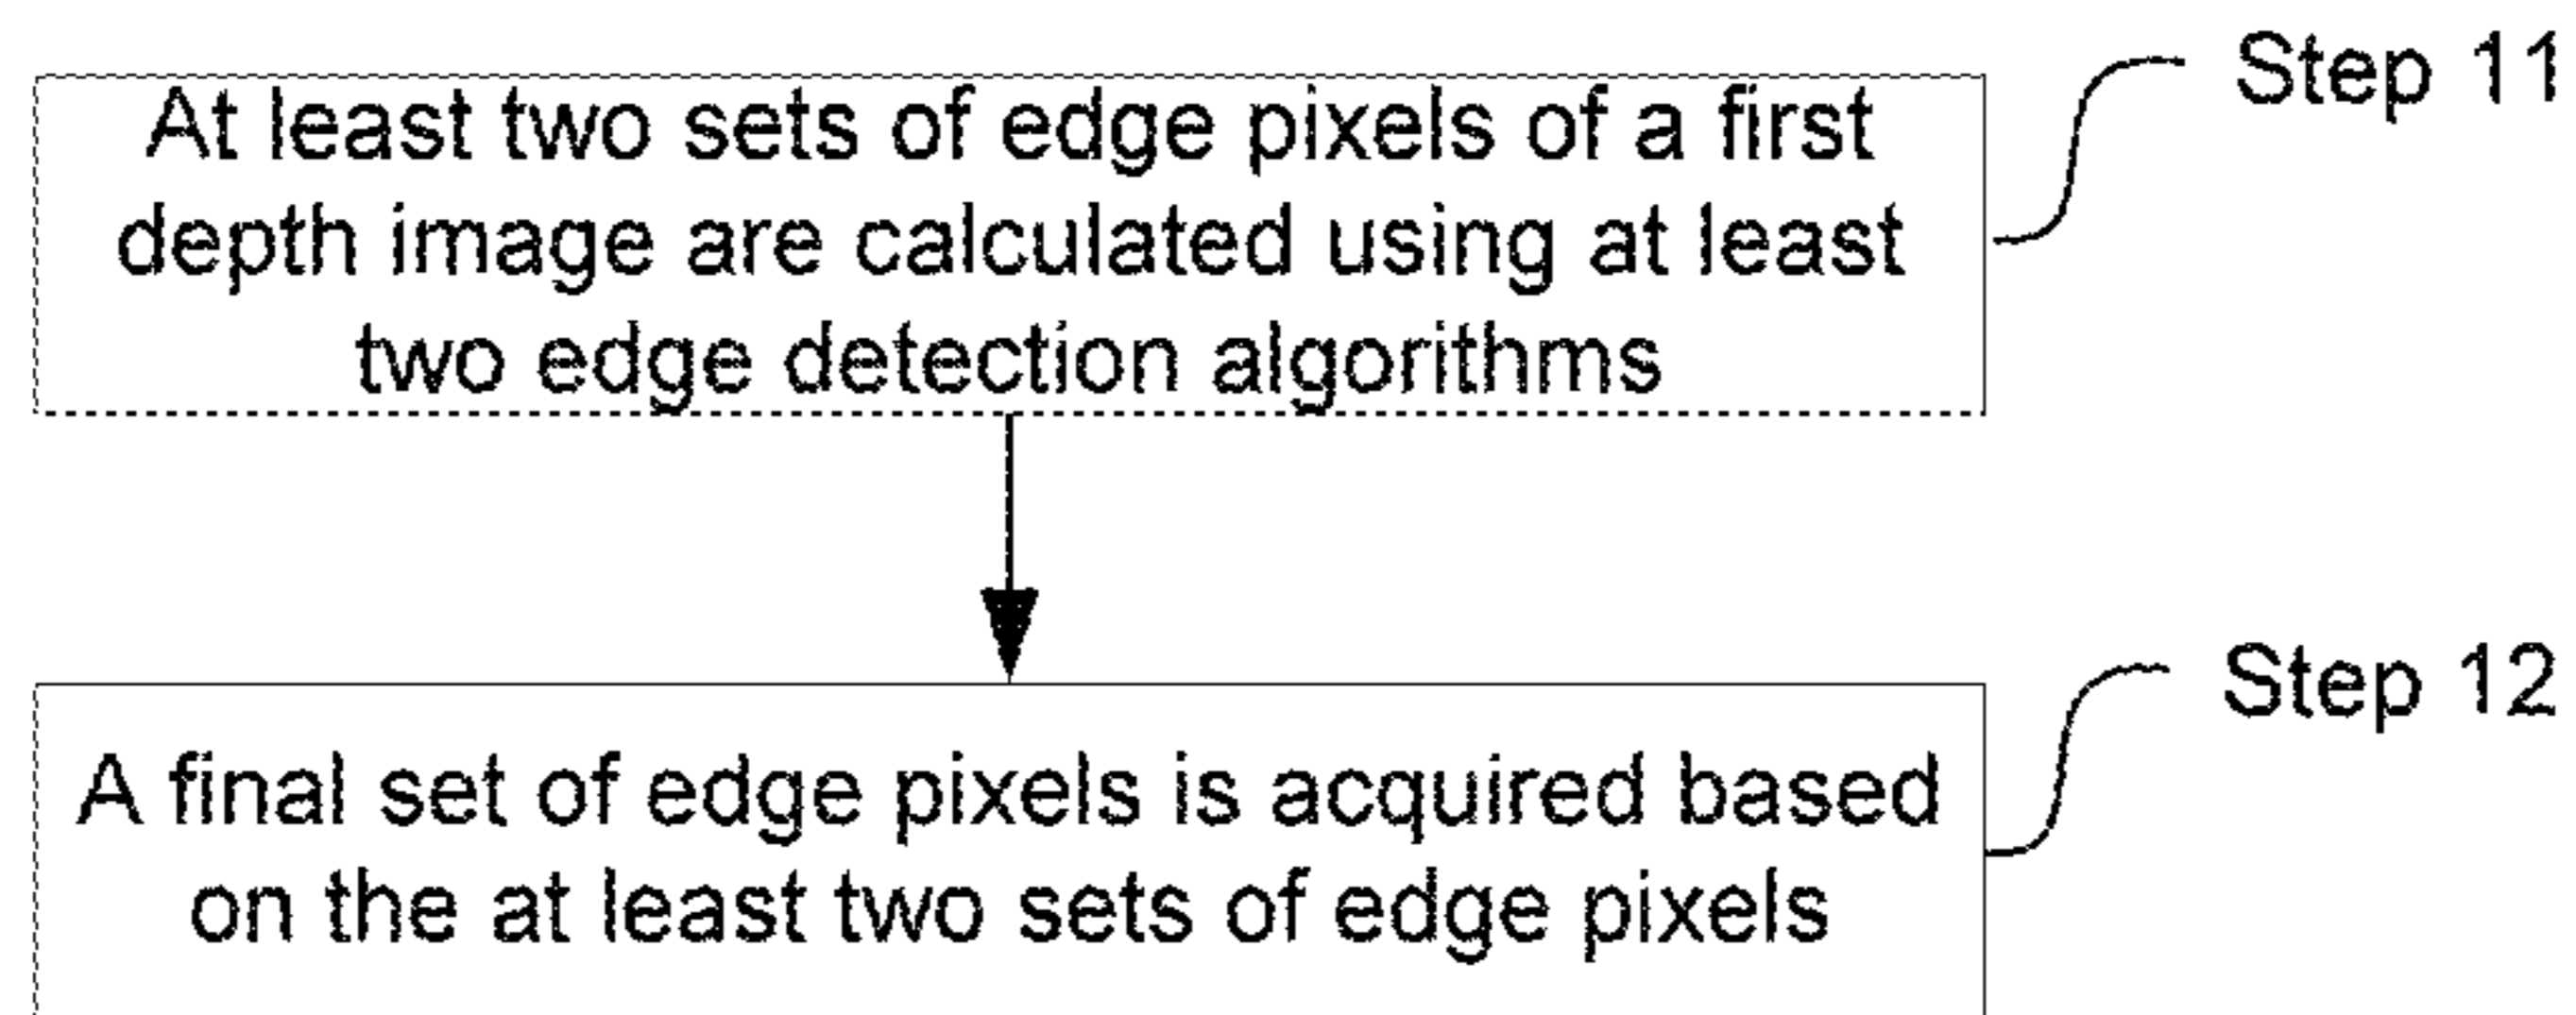 Step 11
At least two sets of edge pixels of a first
depth image are calculated using at least
two edge detection algorithms
Step 12
A final set of edge pixels is acquired based
on the at least two sets of edge pixels